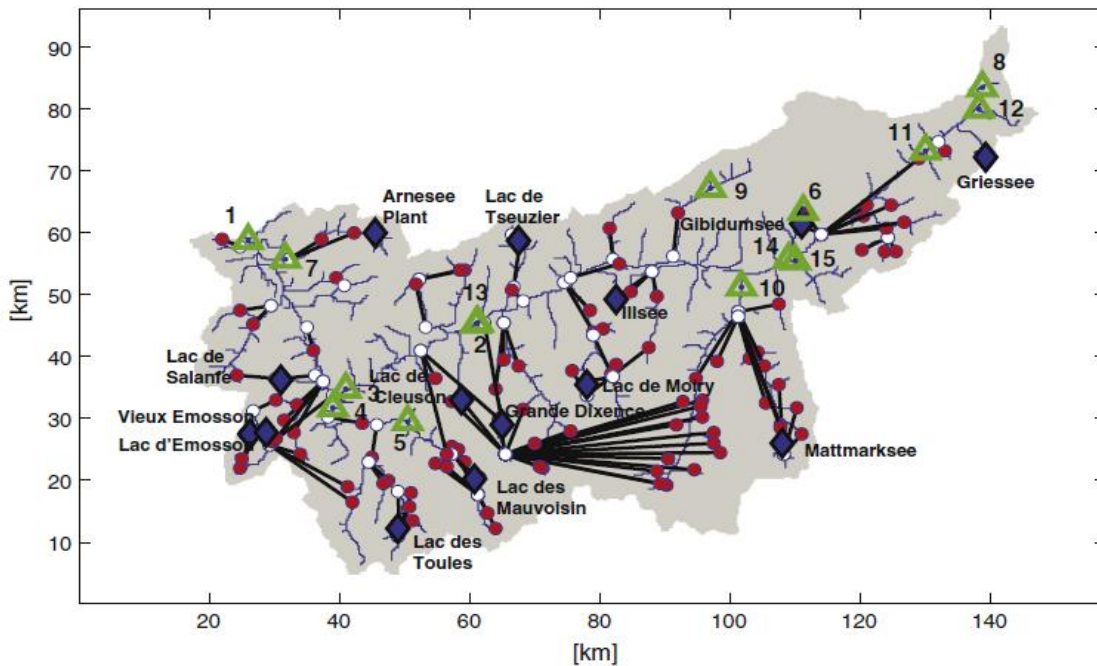 90
80
70
60
50
40
30
20
10
[km]
20
40
60
80
100
120
140
[km]
8
12
11
Griessee
9
6
Gibidumsee
14
15
10
Arnesee
Plant
Lac de
Tseuzier
1
7
13
2
Illsee
Lac de
Salanfe
3
Lac de
Cleuson
Lac de Moiry
Vieux Emosson
4
Grande Dixence
Lac d'Emosson
5
Mattmarksee
Lac des
Mauvoisin
Lac des
Toules